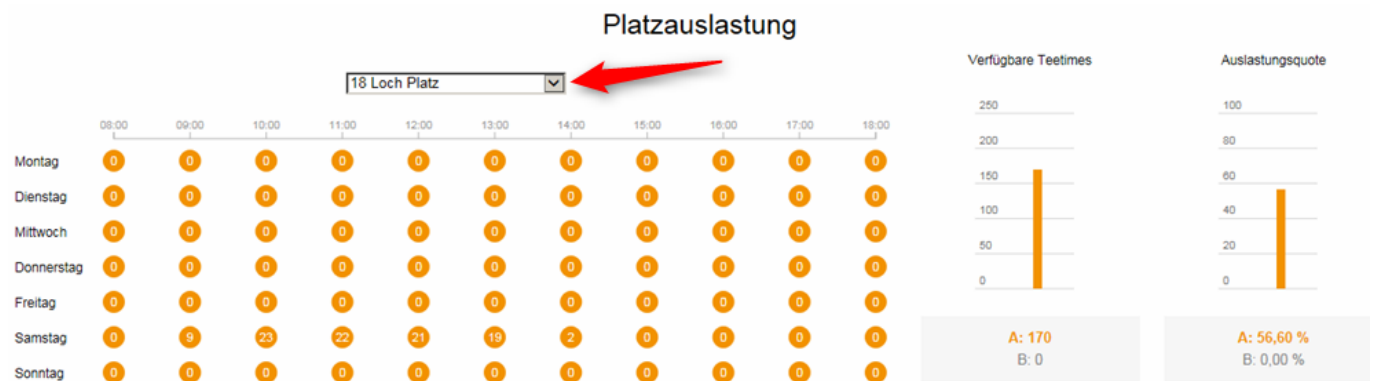 Platzauslastung
18 Loch Platz
08:00 09:00 10:00 11:00 12:00 13:00 14:00 15:00 16:00 17:00 18:00
Montag 0 0 0 0 0 0 0 0 0 0 0
Dienstag 0 0 0 0 0 0 0 0 0 0 0
Mittwoch 0 0 0 0 0 0 0 0 0 0 0
Donnerstag 0 0 0 0 0 0 0 0 0 0 0
Freitag 0 0 0 0 0 0 0 0 0 0 0
Samstag 0 9 23 22 21 19 2 0 0 0 0
Sonntag 0 0 0 0 0 0 0 0 0 0 0
Verfügbare Teetimes
250
200
150
100
50
0
A: 170
B: 0
Auslastungsquote
100
80
60
40
20
0
A: 56,60 %
B: 0,00 %